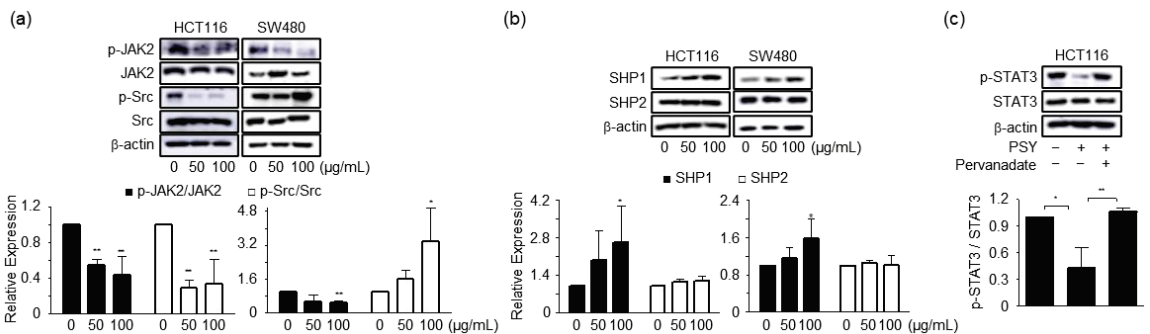 (a)
HCT116 SW480
p-JAK2
JAK2
p-Src
Src
β-actin
0 50 100 0 50 100 (μg/mL)
■ p-JAK2/JAK2 □ p-Src/Src
Relative Expression
1.2
0.8
0.4
0
** ** ** **
0 50 100 0 50 100
4.8
3.6
2.4
1.2
0
** *
0 50 100 0 50 100 (μg/mL)
(b)
HCT116 SW480
SHP1
SHP2
β-actin
0 50 100 0 50 100 (μg/mL)
■ SHP1 □ SHP2
Relative Expression
4.2
2.8
1.4
0
*
0 50 100 0 50 100
2.4
1.6
0.8
0
*
0 50 100 0 50 100 (μg/mL)
(c)
HCT116
p-STAT3
STAT3
β-actin
PSY − + +
Pervanadate − − +
p-STAT3 / STAT3
1.2
0.9
0.6
0.3
0
* **